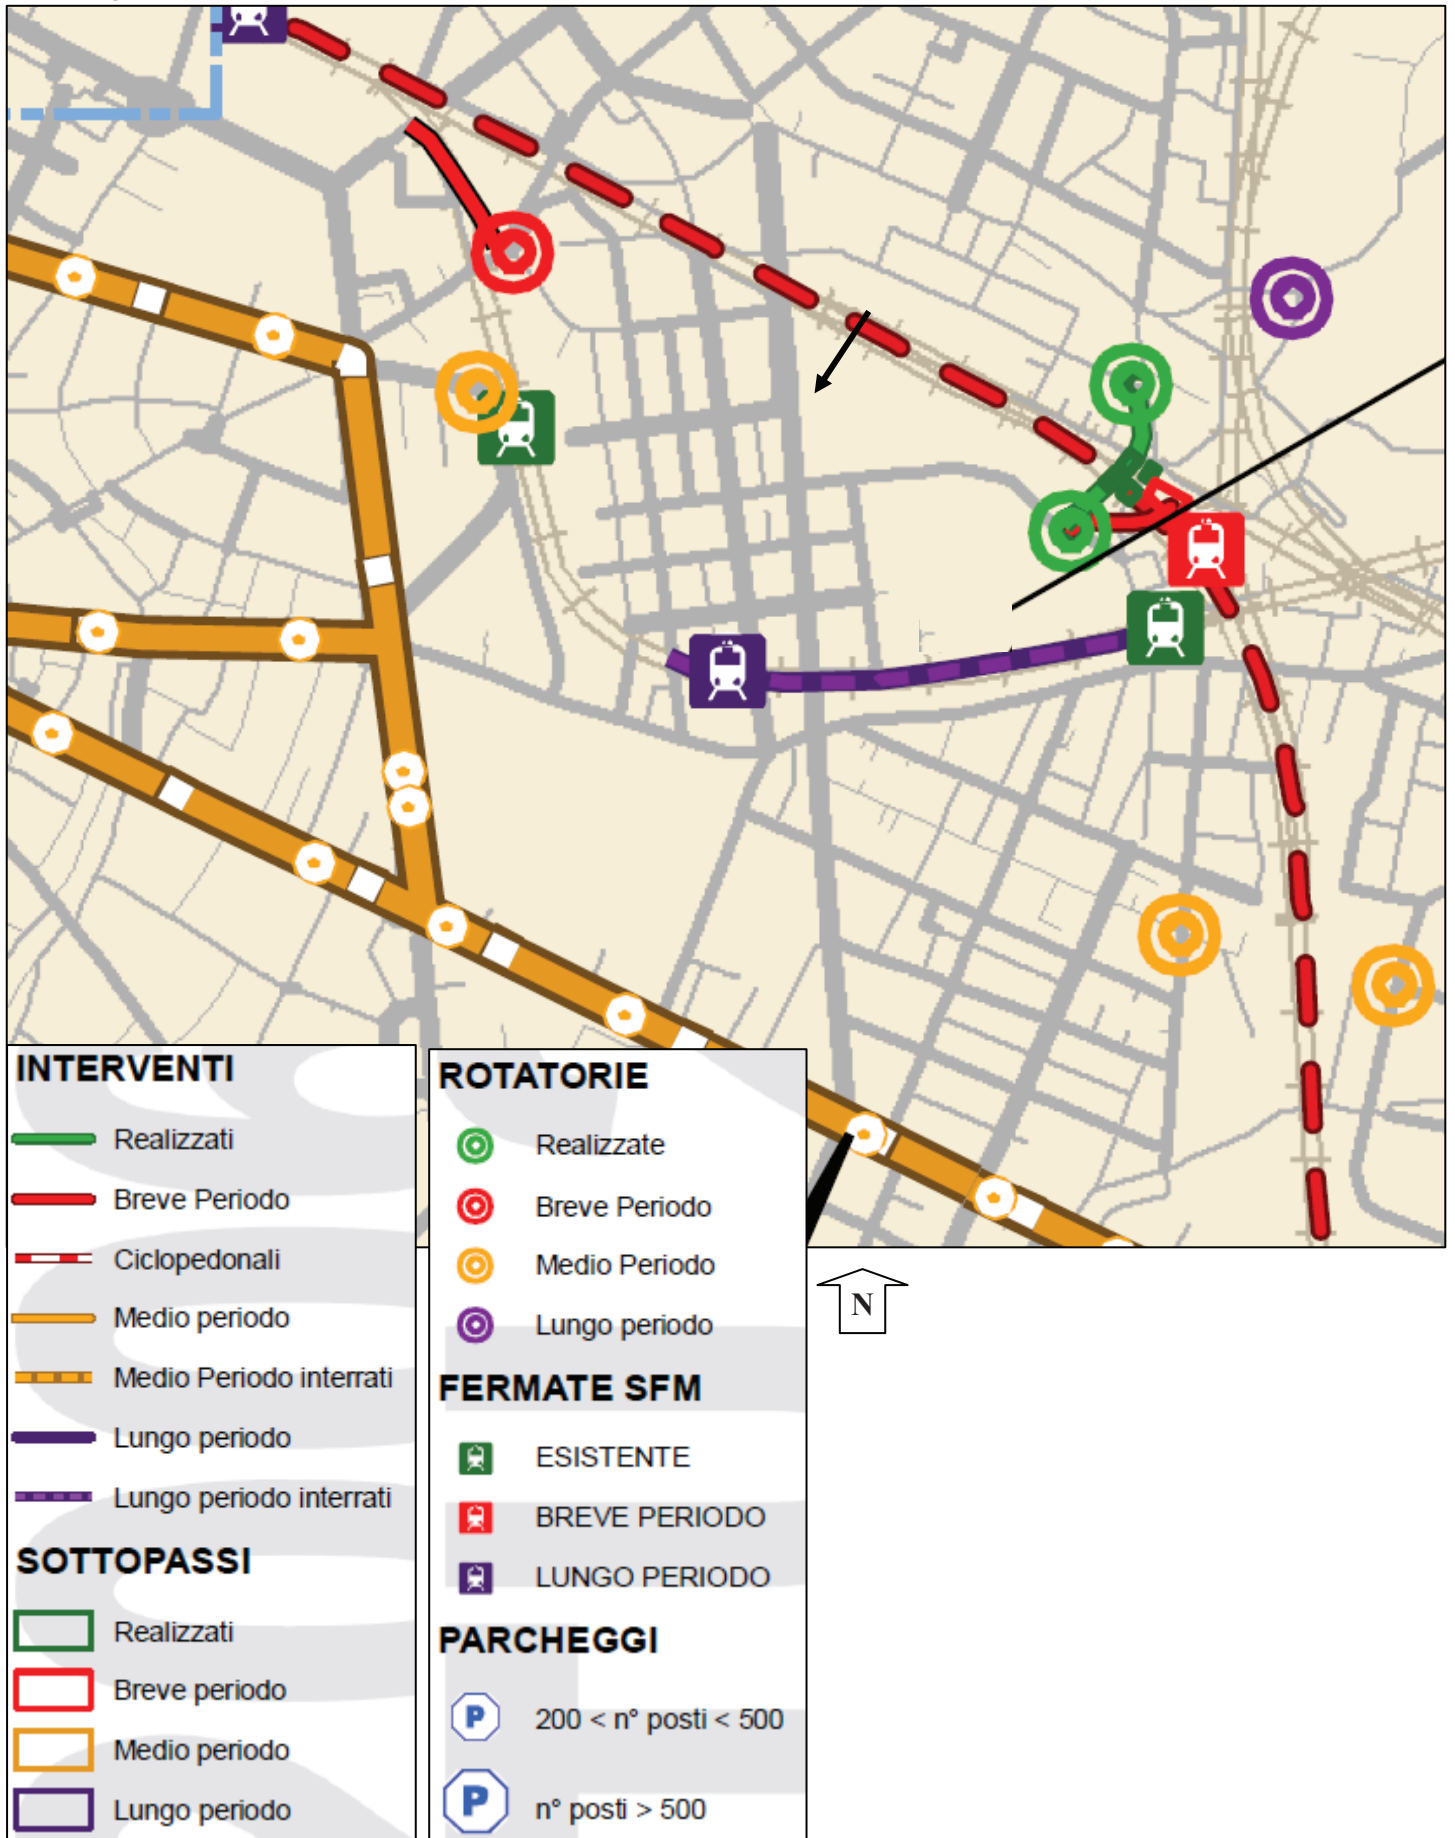 INTERVENTI
Realizzati
Breve Periodo
Ciclopedonali
Medio periodo
Medio Periodo interrati
Lungo periodo
Lungo periodo interrati
SOTTOPASSI
Realizzati
Breve periodo
Medio periodo
Lungo periodo
ROTATORIE
Realizzate
Breve Periodo
Medio Periodo
Lungo periodo
FERMATE SFM
ESISTENTE
BREVE PERIODO
LUNGO PERIODO
PARCHEGGI
P 200 < n° posti < 500
P n° posti > 500
N